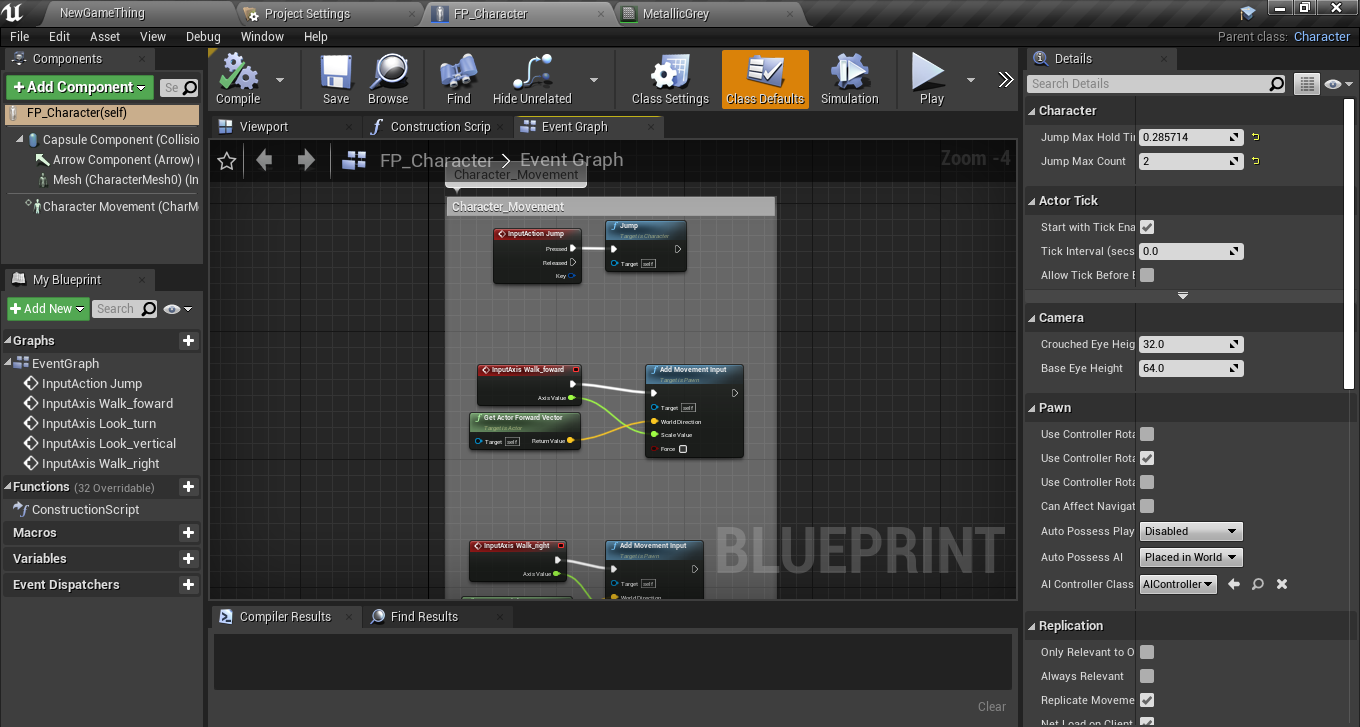 NewGameThing
Project Settings
FP_Character
MetallicGrey
File Edit Asset View Debug Window Help
Parent class: Character
Components
Add Component
Se
FP_Character(self)
Capsule Component (Collisio
Arrow Component (Arrow) (
Mesh (CharacterMesh0) (In
Character Movement (CharM
My Blueprint
Add New
Search
Graphs
EventGraph
InputAction Jump
InputAxis Walk_foward
InputAxis Look_turn
InputAxis Look_vertical
InputAxis Walk_right
Functions (32 Overridable)
ConstructionScript
Macros
Variables
Event Dispatchers
Compile
Save
Browse
Find
Hide Unrelated
Class Settings
Class Defaults
Simulation
Play
Viewport
Construction Scrip
Event Graph
FP_Character > Event Graph
Zoom -4
Character_Movement
Character_Movement
InputAction Jump
Pressed
Released
Key
Jump
Target is Character
Target self
InputAxis Walk_foward
Axis Value
Get Actor Forward Vector
Target is Actor
Target self Return Value
Add Movement Input
Target is Pawn
Target self
World Direction
Scale Value
Force
InputAxis Walk_right
Axis Value
Add Movement Input
Target is Pawn
Target self
World Direction
BLUEPRINT
Compiler Results
Find Results
Clear
Details
Search Details
Character
Jump Max Hold Ti 0.285714
Jump Max Count 2
Actor Tick
Start with Tick Ena
Tick Interval (secs 0.0
Allow Tick Before B
Camera
Crouched Eye Heig 32.0
Base Eye Height 64.0
Pawn
Use Controller Rota
Use Controller Rota
Use Controller Rota
Can Affect Navigat
Auto Possess Play Disabled
Auto Possess AI Placed in World
AI Controller Class AIController
Replication
Only Relevant to O
Always Relevant
Replicate Moveme
Net Load on Client